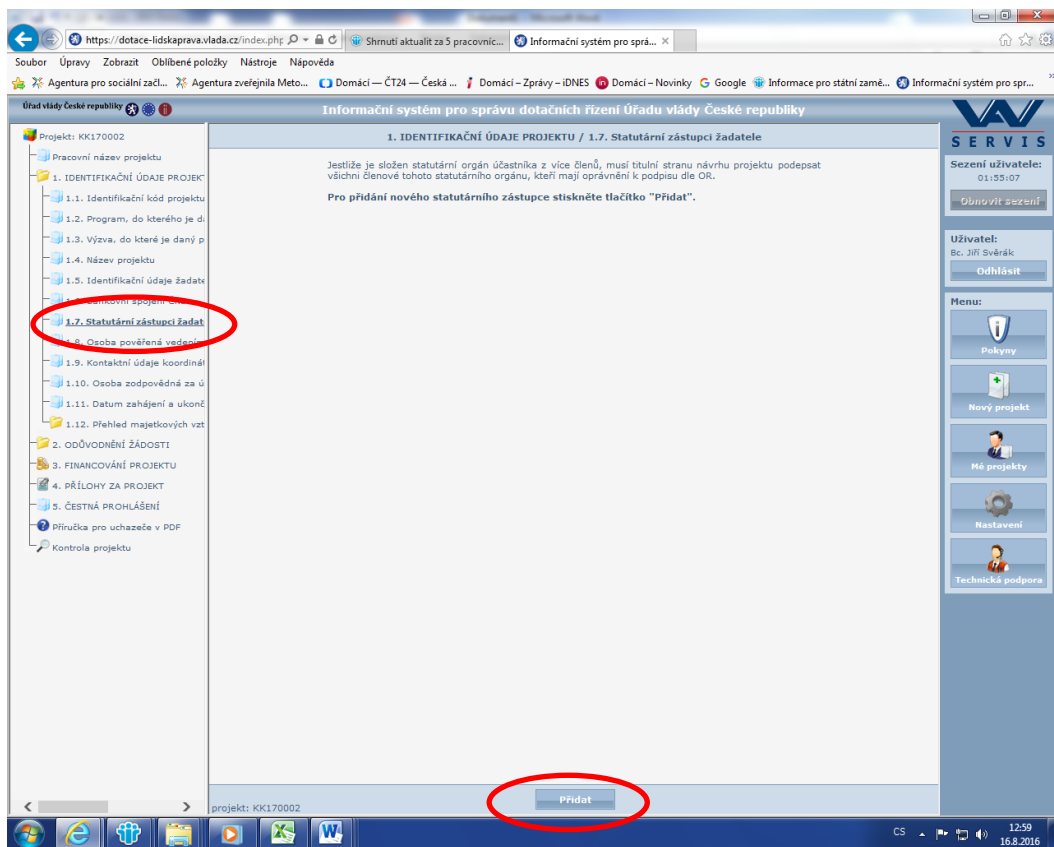 https://dotace-lidskaprava.vlada.cz/index.php
Shrnutí aktualit za 5 pracovníc...
Informační systém pro sprá...
Soubor Úpravy Zobrazit Oblíbené položky Nástroje Nápověda
Agentura pro sociální začl... Agentura zveřejnila Meto... Domácí — ČT24 — Česká ... Domácí – Zprávy – iDNES Domácí – Novinky Google Informace pro státní zamě... Informační systém pro spr...
Úřad vlády České republiky
Informační systém pro správu dotačních řízení Úřadu vlády České republiky
VAV
SERVIS
Projekt: KK170002
Pracovní název projektu
1. IDENTIFIKAČNÍ ÚDAJE PROJEK
1.1. Identifikační kód projektu
1.2. Program, do kterého je d
1.3. Výzva, do které je daný p
1.4. Název projektu
1.5. Identifikační údaje žadate
1.7. Statutární zástupci žadat
1.8. Osoba pověřená vedením
1.9. Kontaktní údaje koordinát
1.10. Osoba zodpovědná za ú
1.11. Datum zahájení a ukonč
1.12. Přehled majetkových vzt
2. ODŮVODNĚNÍ ŽÁDOSTI
3. FINANCOVÁNÍ PROJEKTU
4. PŘÍLOHY ZA PROJEKT
5. ČESTNÁ PROHLÁŠENÍ
Příručka pro uchazeče v PDF
Kontrola projektu
1. IDENTIFIKAČNÍ ÚDAJE PROJEKTU / 1.7. Statutární zástupci žadatele
Jestliže je složen statutární orgán účastníka z více členů, musí titulní stranu návrhu projektu podepsat
všichni členové tohoto statutárního orgánu, kteří mají oprávnění k podpisu dle OR.
Pro přidání nového statutárního zástupce stiskněte tlačítko "Přidat".
Sezení uživatele:
01:55:07
Obnovit sezení
Uživatel:
Bc. Jiří Svěrák
Odhlásit
Menu:
Pokyny
Nový projekt
Mé projekty
Nastavení
Technická podpora
projekt: KK170002
Přidat
CS
12:59
16.8.2016